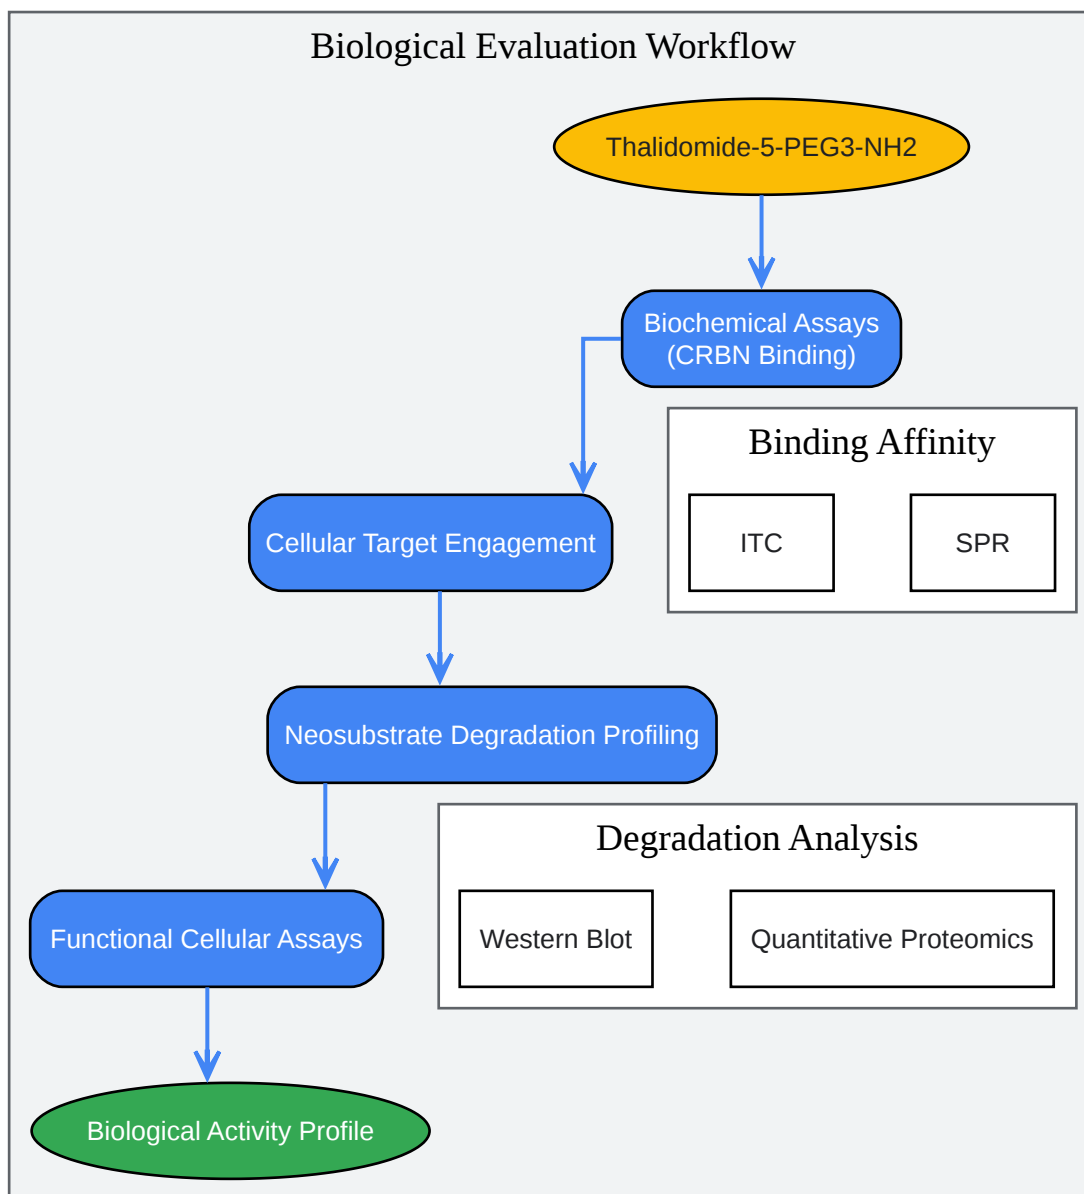 Biological Evaluation Workflow
Thalidomide-5-PEG3-NH2
Biochemical Assays
(CRBN Binding)
Binding Affinity
ITC
SPR
Cellular Target Engagement
Neosubstrate Degradation Profiling
Degradation Analysis
Western Blot
Quantitative Proteomics
Functional Cellular Assays
Biological Activity Profile